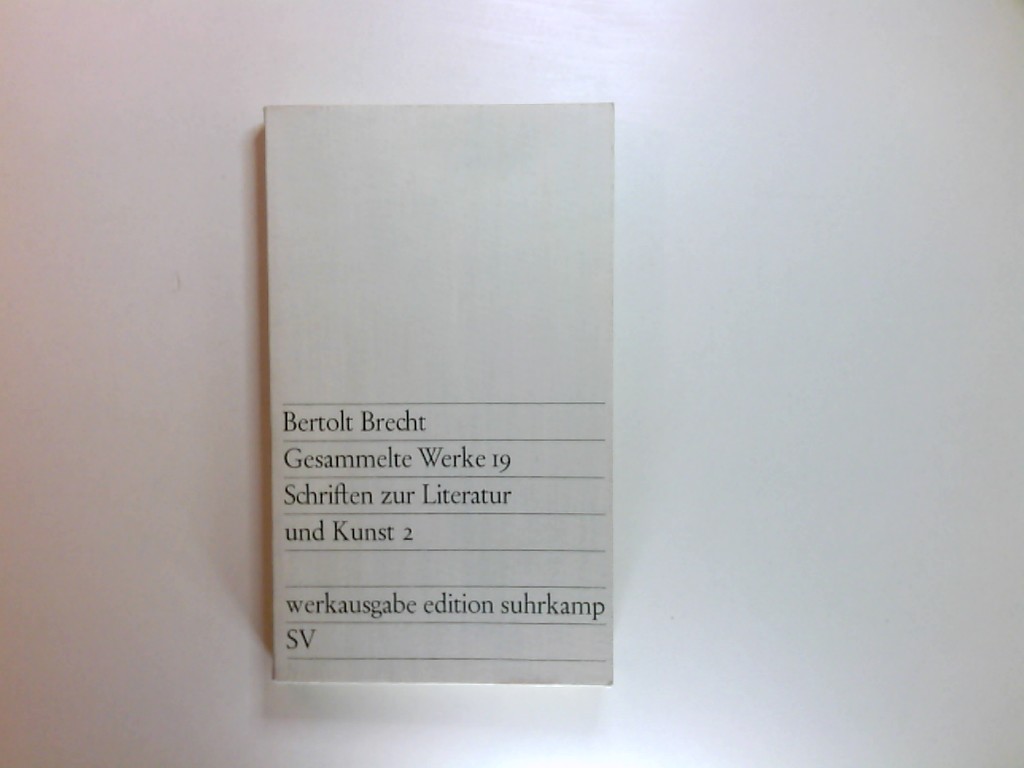 Bertolt Brecht
Gesammelte Werke 19
Schriften zur Literatur
und Kunst 2
werkausgabe edition suhrkamp
SV